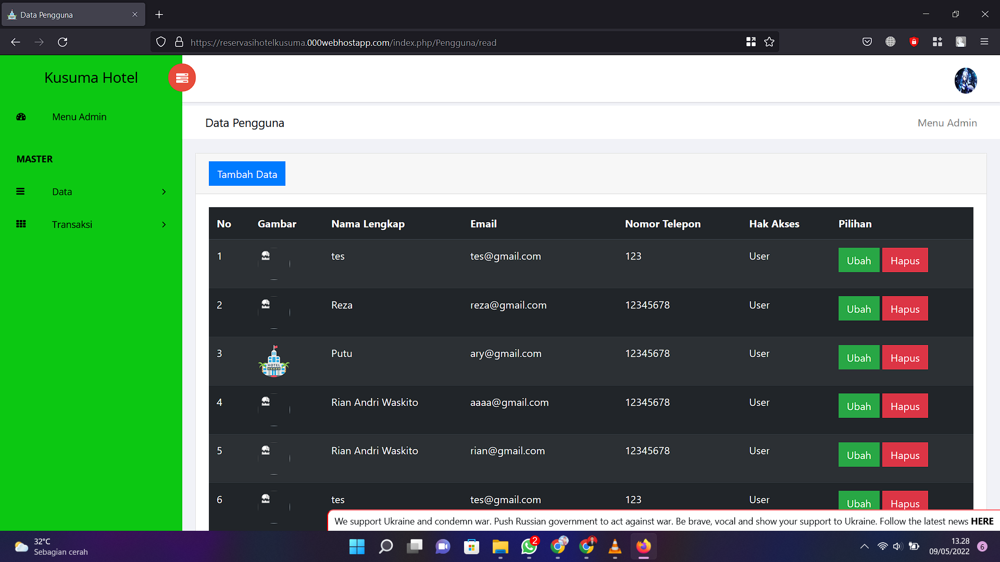 Data Pengguna
https://reservasihotelkusuma.000webhostapp.com/index.php/Pengguna/read
Kusuma Hotel
Menu Admin
MASTER
Data
Transaksi
Data Pengguna
Menu Admin
Tambah Data
No Gambar Nama Lengkap Email Nomor Telepon Hak Akses Pilihan
1 tes tes@gmail.com 123 User Ubah Hapus
2 Reza reza@gmail.com 12345678 User Ubah Hapus
3 HOTEL Putu ary@gmail.com 12345678 User Ubah Hapus
4 Rian Andri Waskito aaaa@gmail.com 12345678 User Ubah Hapus
5 Rian Andri Waskito rian@gmail.com 12345678 User Ubah Hapus
6 tes tes@gmail.com 123 User Ubah Hapus
We support Ukraine and condemn war. Push Russian government to act against war. Be brave, vocal and show your support to Ukraine. Follow the latest news HERE
32°C
Sebagian cerah
2
13.28
09/05/2022
6